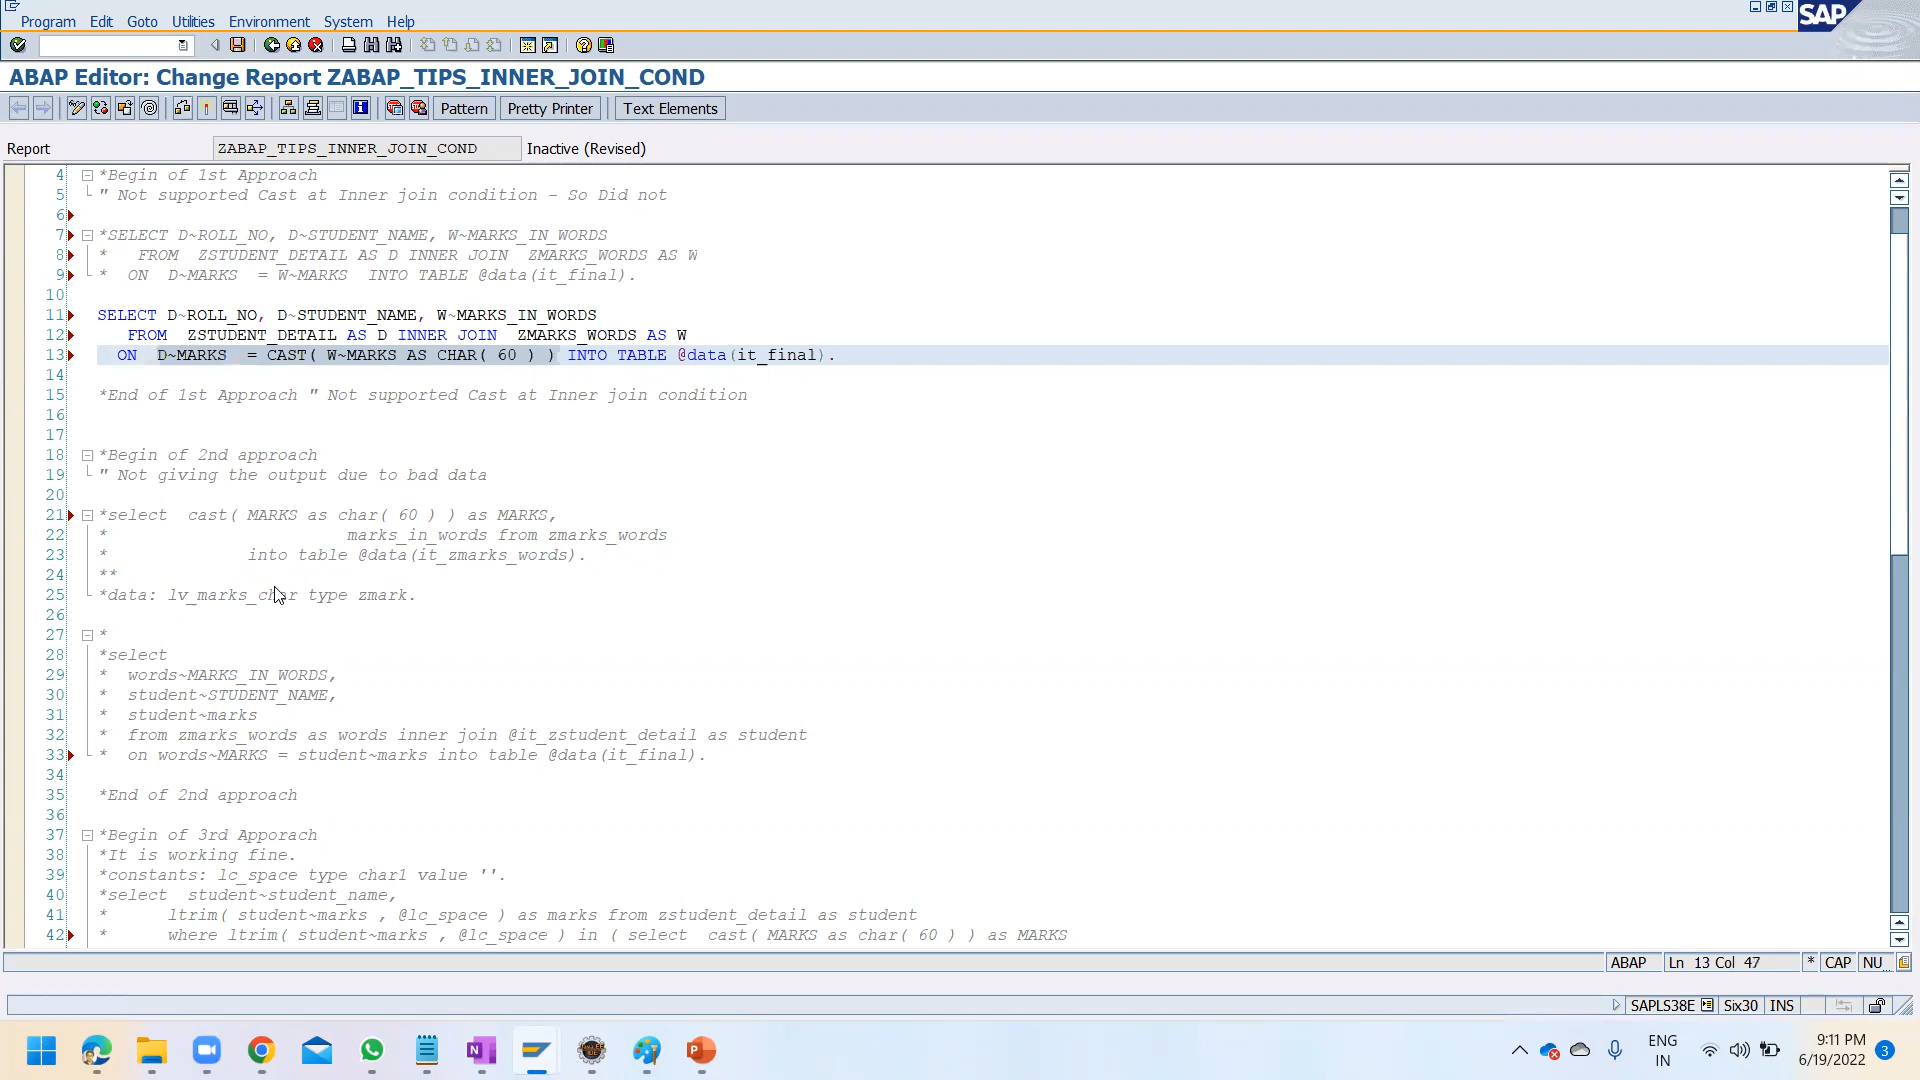 Program Edit Goto Utilities Environment System Help
SAP
ABAP Editor: Change Report ZABAP_TIPS_INNER_JOIN_COND
Pattern Pretty Printer Text Elements
Report ZABAP_TIPS_INNER_JOIN_COND Inactive (Revised)
4 *Begin of 1st Approach
5 " Not supported Cast at Inner join condition - So Did not
6
7 *SELECT D~ROLL_NO, D~STUDENT_NAME, W~MARKS_IN_WORDS
8 *   FROM  ZSTUDENT_DETAIL AS D INNER JOIN  ZMARKS_WORDS AS W
9 *  ON  D~MARKS  = W~MARKS  INTO TABLE @data(it_final).
10
11 SELECT D~ROLL_NO, D~STUDENT_NAME, W~MARKS_IN_WORDS
12    FROM  ZSTUDENT_DETAIL AS D INNER JOIN  ZMARKS_WORDS AS W
13   ON  D~MARKS  = CAST( W~MARKS AS CHAR( 60 ) ) INTO TABLE @data(it_final).
14
15 *End of 1st Approach " Not supported Cast at Inner join condition
16
17
18 *Begin of 2nd approach
19 " Not giving the output due to bad data
20
21 *select  cast( MARKS as char( 60 ) ) as MARKS,
22 *                        marks_in_words from zmarks_words
23 *              into table @data(it_zmarks_words).
24 **
25 *data: lv_marks_char type zmark.
26
27 *
28 *select
29 *  words~MARKS_IN_WORDS,
30 *  student~STUDENT_NAME,
31 *  student~marks
32 *  from zmarks_words as words inner join @it_zstudent_detail as student
33 *  on words~MARKS = student~marks into table @data(it_final).
34
35 *End of 2nd approach
36
37 *Begin of 3rd Apporach
38 *It is working fine.
39 *constants: lc_space type char1 value ''.
40 *select  student~student_name,
41 *      ltrim( student~marks , @lc_space ) as marks from zstudent_detail as student
42 *      where ltrim( student~marks , @lc_space ) in ( select  cast( MARKS as char( 60 ) ) as MARKS
ABAP Ln 13 Col 47 * CAP NU...
SAPLS38E Six30 INS
ENG IN 9:11 PM 6/19/2022 3